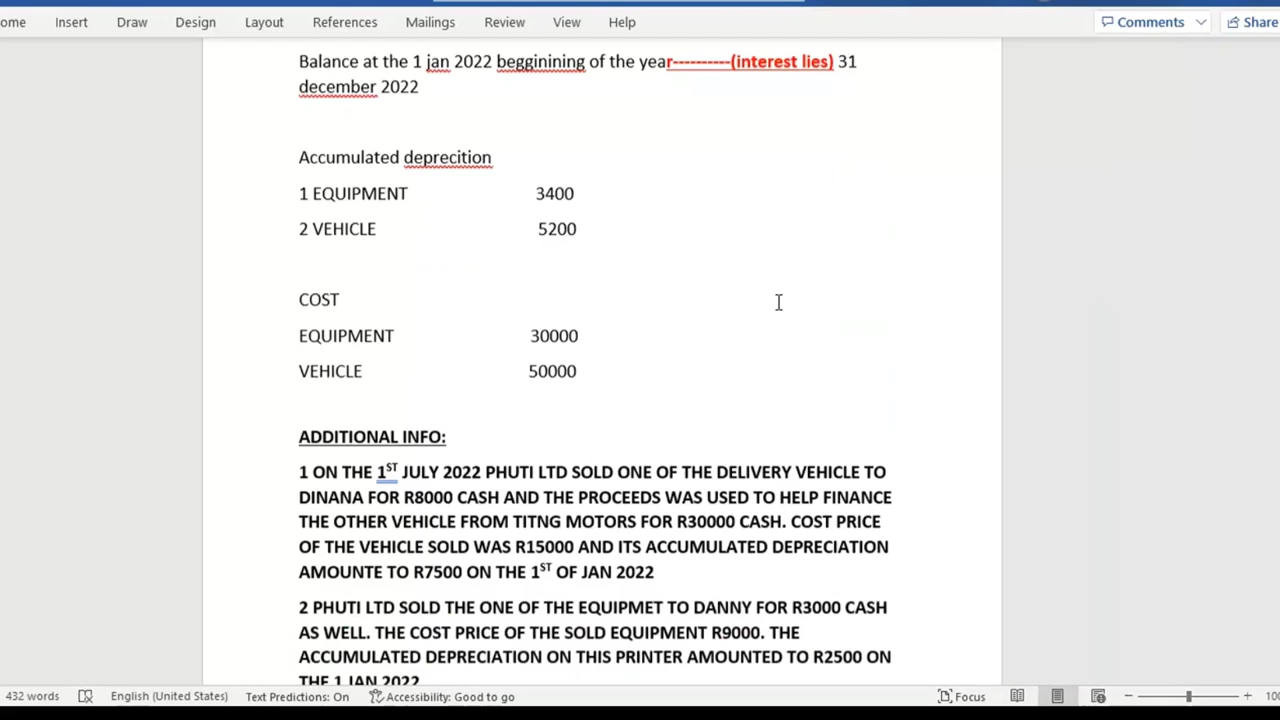 ome Insert Draw Design Layout References Mailings Review View Help Comments Share
Balance at the 1 jan 2022 begginining of the year----------(interest lies) 31
december 2022
Accumulated deprecition
1 EQUIPMENT 3400
2 VEHICLE 5200
COST
EQUIPMENT 30000
VEHICLE 50000
ADDITIONAL INFO:
1 ON THE 1ST JULY 2022 PHUTI LTD SOLD ONE OF THE DELIVERY VEHICLE TO
DINANA FOR R8000 CASH AND THE PROCEEDS WAS USED TO HELP FINANCE
THE OTHER VEHICLE FROM TITNG MOTORS FOR R30000 CASH. COST PRICE
OF THE VEHICLE SOLD WAS R15000 AND ITS ACCUMULATED DEPRECIATION
AMOUNTE TO R7500 ON THE 1ST OF JAN 2022
2 PHUTI LTD SOLD THE ONE OF THE EQUIPMET TO DANNY FOR R3000 CASH
AS WELL. THE COST PRICE OF THE SOLD EQUIPMENT R9000. THE
ACCUMULATED DEPRECIATION ON THIS PRINTER AMOUNTED TO R2500 ON
THE 1 JAN 2022
432 words English (United States) Text Predictions: On Accessibility: Good to go Focus 100